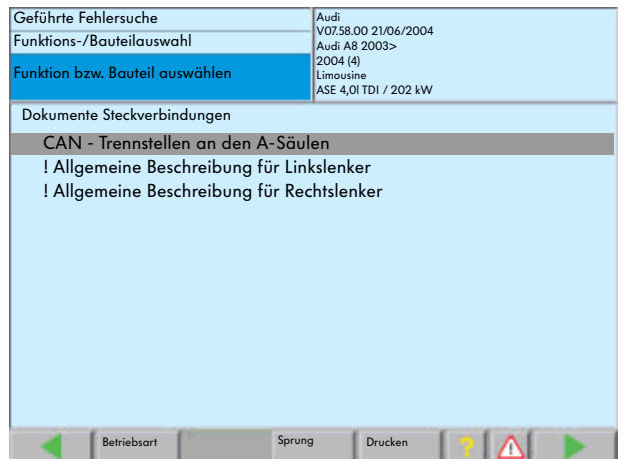 Geführte Fehlersuche
Funktions-/Bauteilauswahl
Funktion bzw. Bauteil auswählen
Audi
V07.58.00 21/06/2004
Audi A8 2003>
2004 (4)
Limousine
ASE 4,0l TDI / 202 kW
Dokumente Steckverbindungen
CAN - Trennstellen an den A-Säulen
! Allgemeine Beschreibung für Linkslenker
! Allgemeine Beschreibung für Rechtslenker
Betriebsart
Sprung
Drucken
?
!